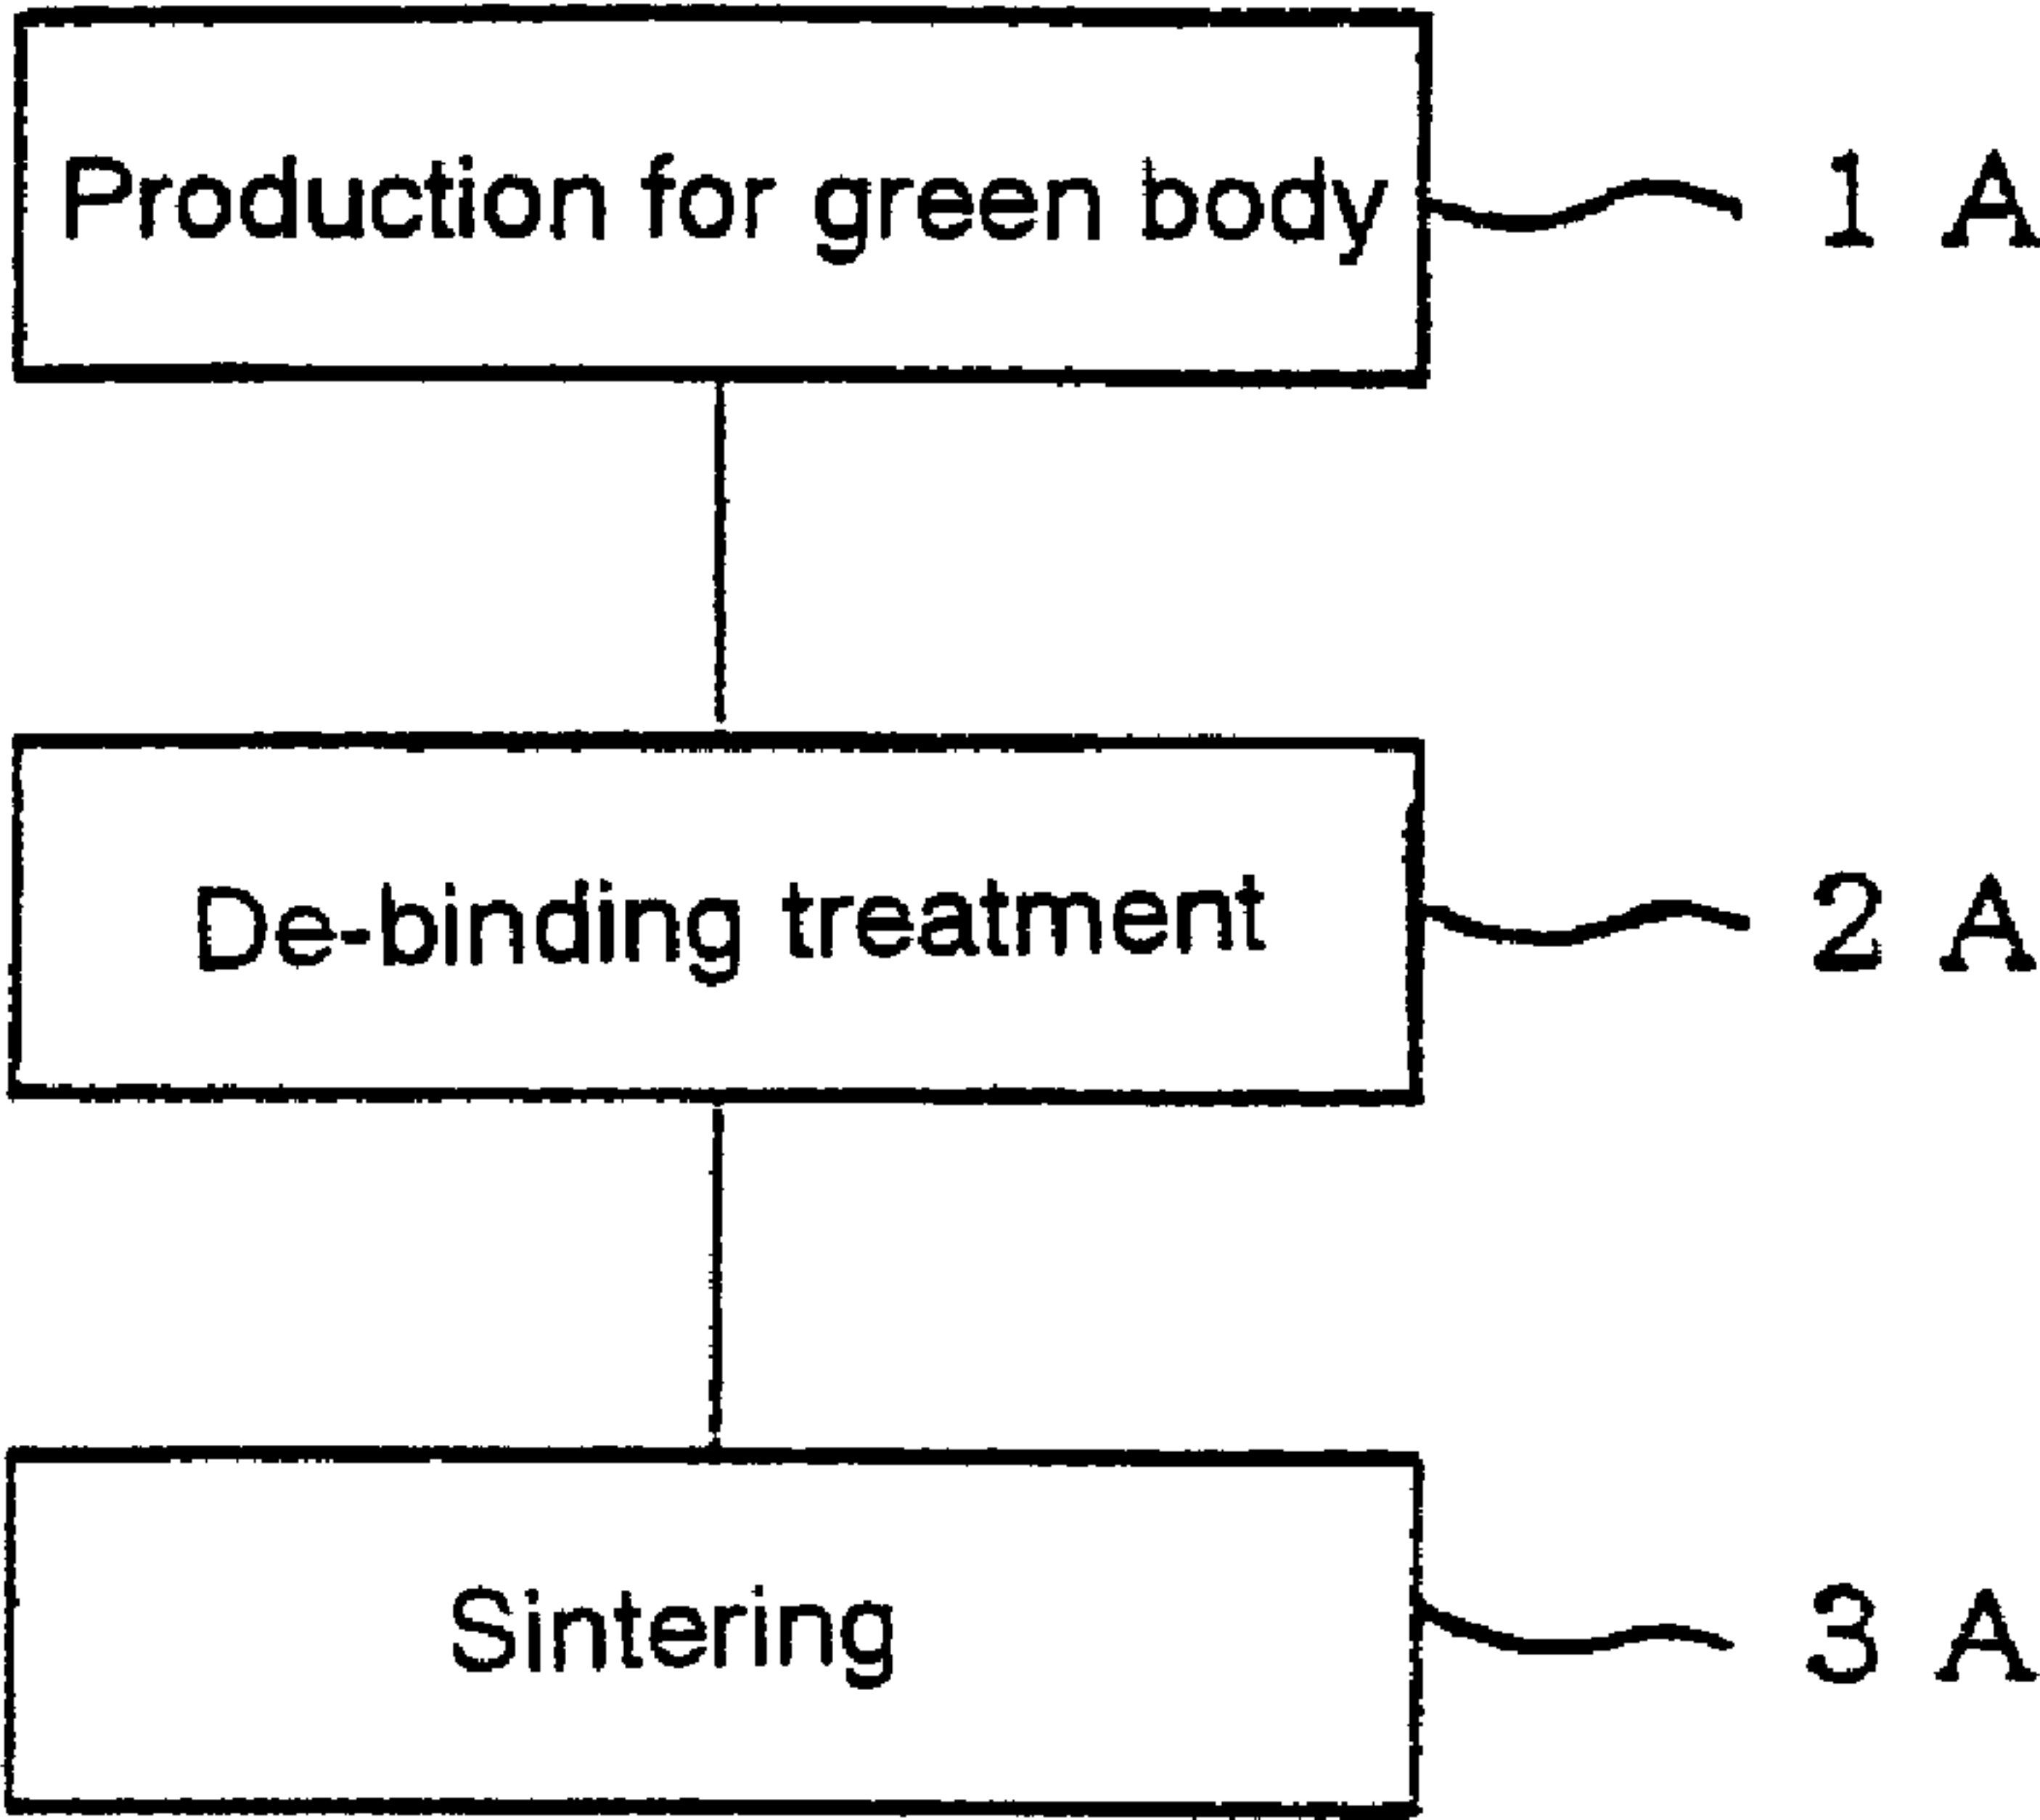 Production for green body 1 A
De-binding treatment 2 A
Sintering 3 A